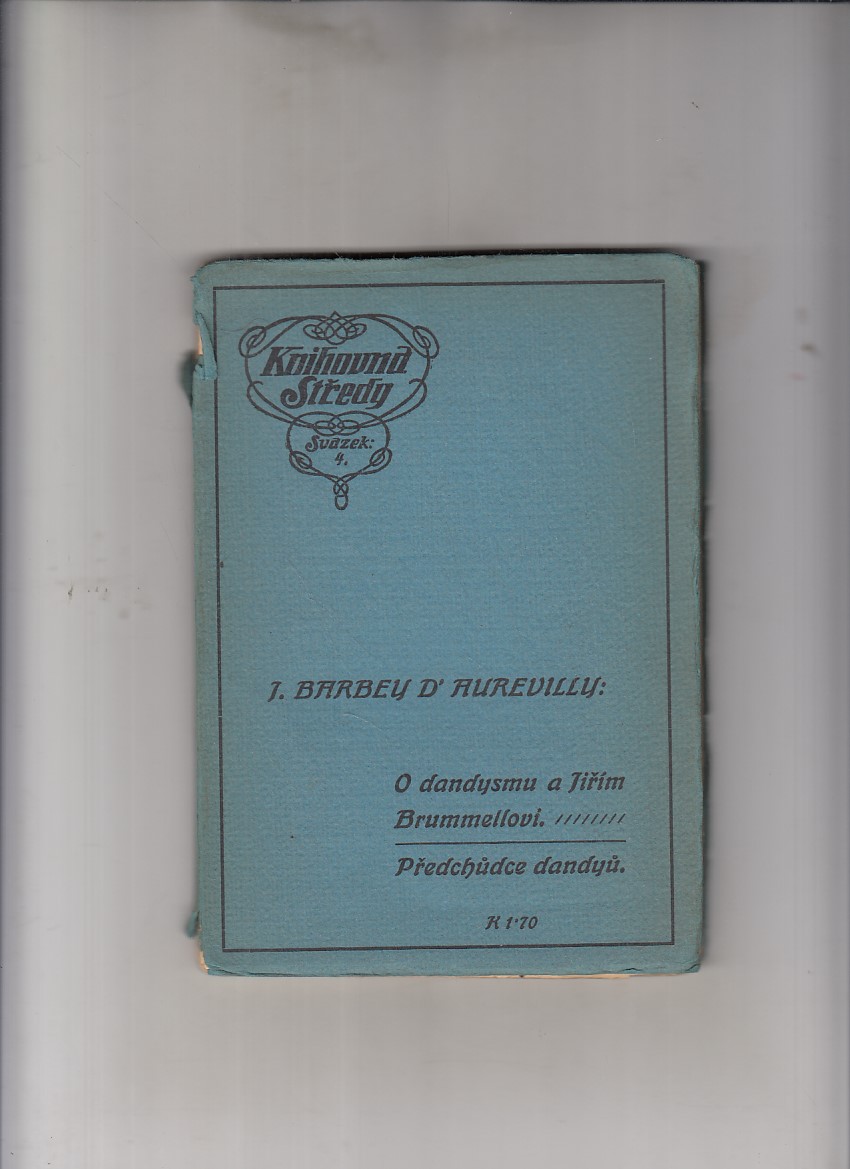 Knihovna
Středy
Svazek:
4.
J. BARBEY D' AUREVILLY:
O dandysmu a Jiřím
Brummellovi. ////////
Předchůdce dandyů.
K 1·70